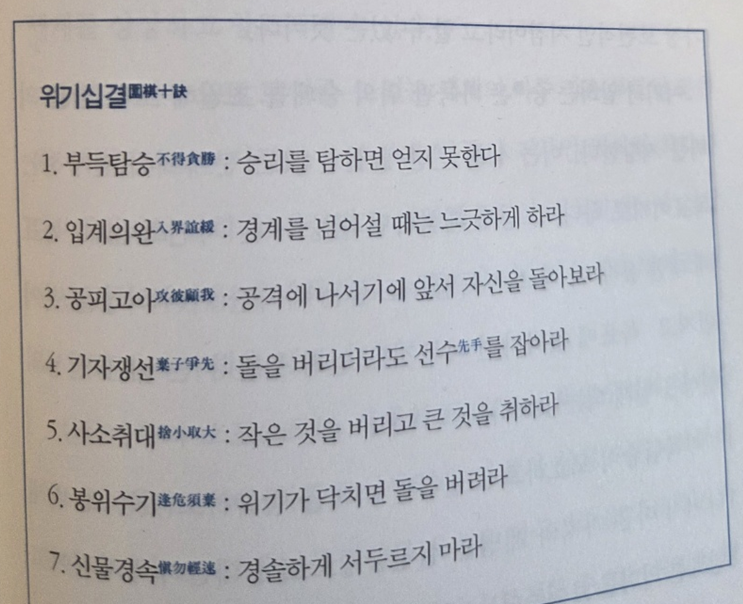 위기십결圍棋十訣
1. 부득탐승不得貪勝 : 승리를 탐하면 얻지 못한다
2. 입계의완入界誼緩 : 경계를 넘어설 때는 느긋하게 하라
3. 공피고아攻彼顧我 : 공격에 나서기에 앞서 자신을 돌아보라
4. 기자쟁선棄子爭先 : 돌을 버리더라도 선수先手를 잡아라
5. 사소취대捨小取大 : 작은 것을 버리고 큰 것을 취하라
6. 봉위수기逢危須棄 : 위기가 닥치면 돌을 버려라
7. 신물경속愼勿輕速 : 경솔하게 서두르지 마라